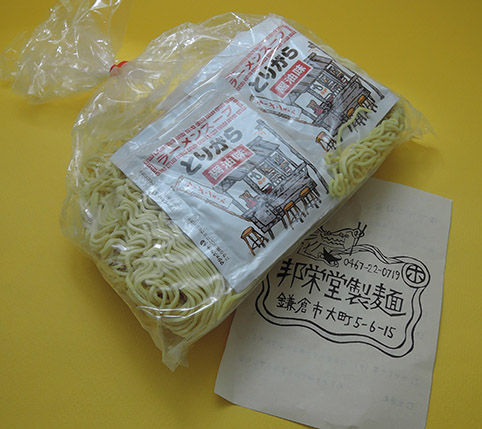 ラーメンスープ
とりがら
醤油味
ラーメンスープ
とりがら
醤油味
0467-22-0719
ホ
邦栄堂製麺
鎌倉市大町5-6-15